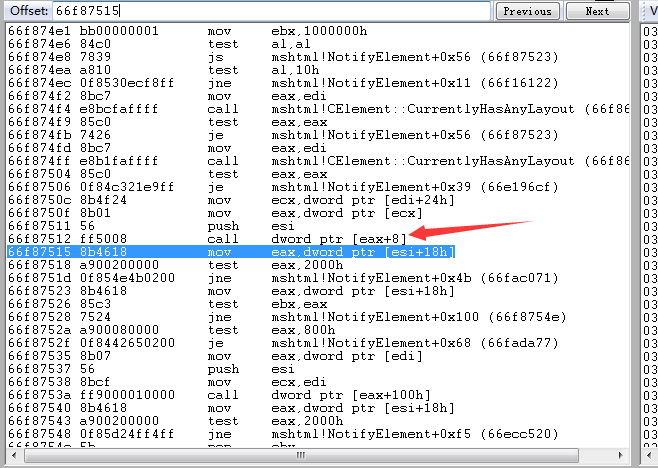 Offset: 66f87515 Previous Next
66f874e1 bb00000001 mov ebx,1000000h
66f874e6 84c0 test al,al
66f874e8 7839 js mshtml!NotifyElement+0x56 (66f87523)
66f874ea a810 test al,10h
66f874ec 0f8530ecf8ff jne mshtml!NotifyElement+0x11 (66f16122)
66f874f2 8bc7 mov eax,edi
66f874f4 e8bcfaffff call mshtml!CElement::CurrentlyHasAnyLayout (66f86
66f874f9 85c0 test eax,eax
66f874fb 7426 je mshtml!NotifyElement+0x56 (66f87523)
66f874fd 8bc7 mov eax,edi
66f874ff e8b1faffff call mshtml!CElement::CurrentlyHasAnyLayout (66f86
66f87504 85c0 test eax,eax
66f87506 0f84c321e9ff je mshtml!NotifyElement+0x39 (66e196cf)
66f8750c 8b4f24 mov ecx,dword ptr [edi+24h]
66f8750f 8b01 mov eax,dword ptr [ecx]
66f87511 56 push esi
66f87512 ff5008 call dword ptr [eax+8]
66f87515 8b4618 mov eax,dword ptr [esi+18h]
66f87518 a900200000 test eax,2000h
66f8751d 0f854e4b0200 jne mshtml!NotifyElement+0x4b (66fac071)
66f87523 8b4618 mov eax,dword ptr [esi+18h]
66f87526 85c3 test ebx,eax
66f87528 7524 jne mshtml!NotifyElement+0x100 (66f8754e)
66f8752a a900080000 test eax,800h
66f8752f 0f8442650200 je mshtml!NotifyElement+0x68 (66fada77)
66f87535 8b07 mov eax,dword ptr [edi]
66f87537 56 push esi
66f87538 8bcf mov ecx,edi
66f8753a ff9000010000 call dword ptr [eax+100h]
66f87540 8b4618 mov eax,dword ptr [esi+18h]
66f87543 a900200000 test eax,2000h
66f87548 0f85d24ff4ff jne mshtml!NotifyElement+0xf5 (66ecc520)